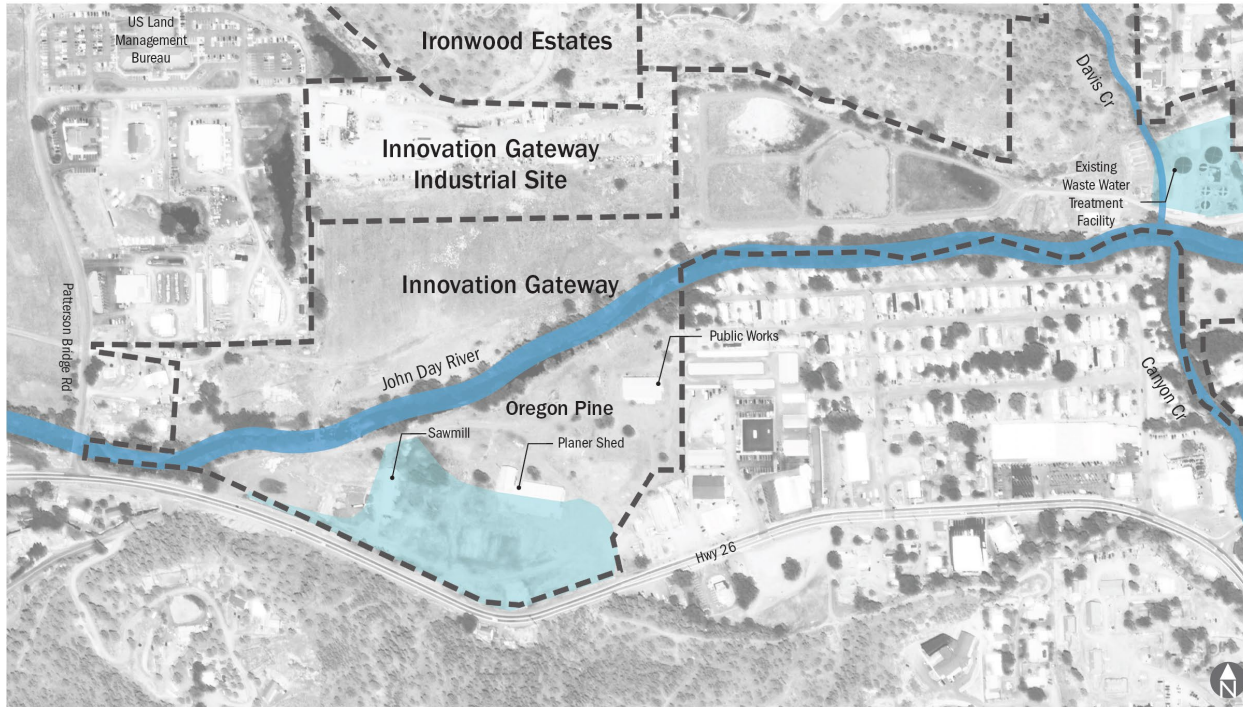 US Land
Management
Bureau
Ironwood Estates
Davis Cr
Innovation Gateway
Industrial Site
Existing
Waste Water
Treatment
Facility
Innovation Gateway
Patterson Bridge Rd
Public Works
John Day River
Canyon Cr
Oregon Pine
Sawmill
Planer Shed
Hwy 26
N